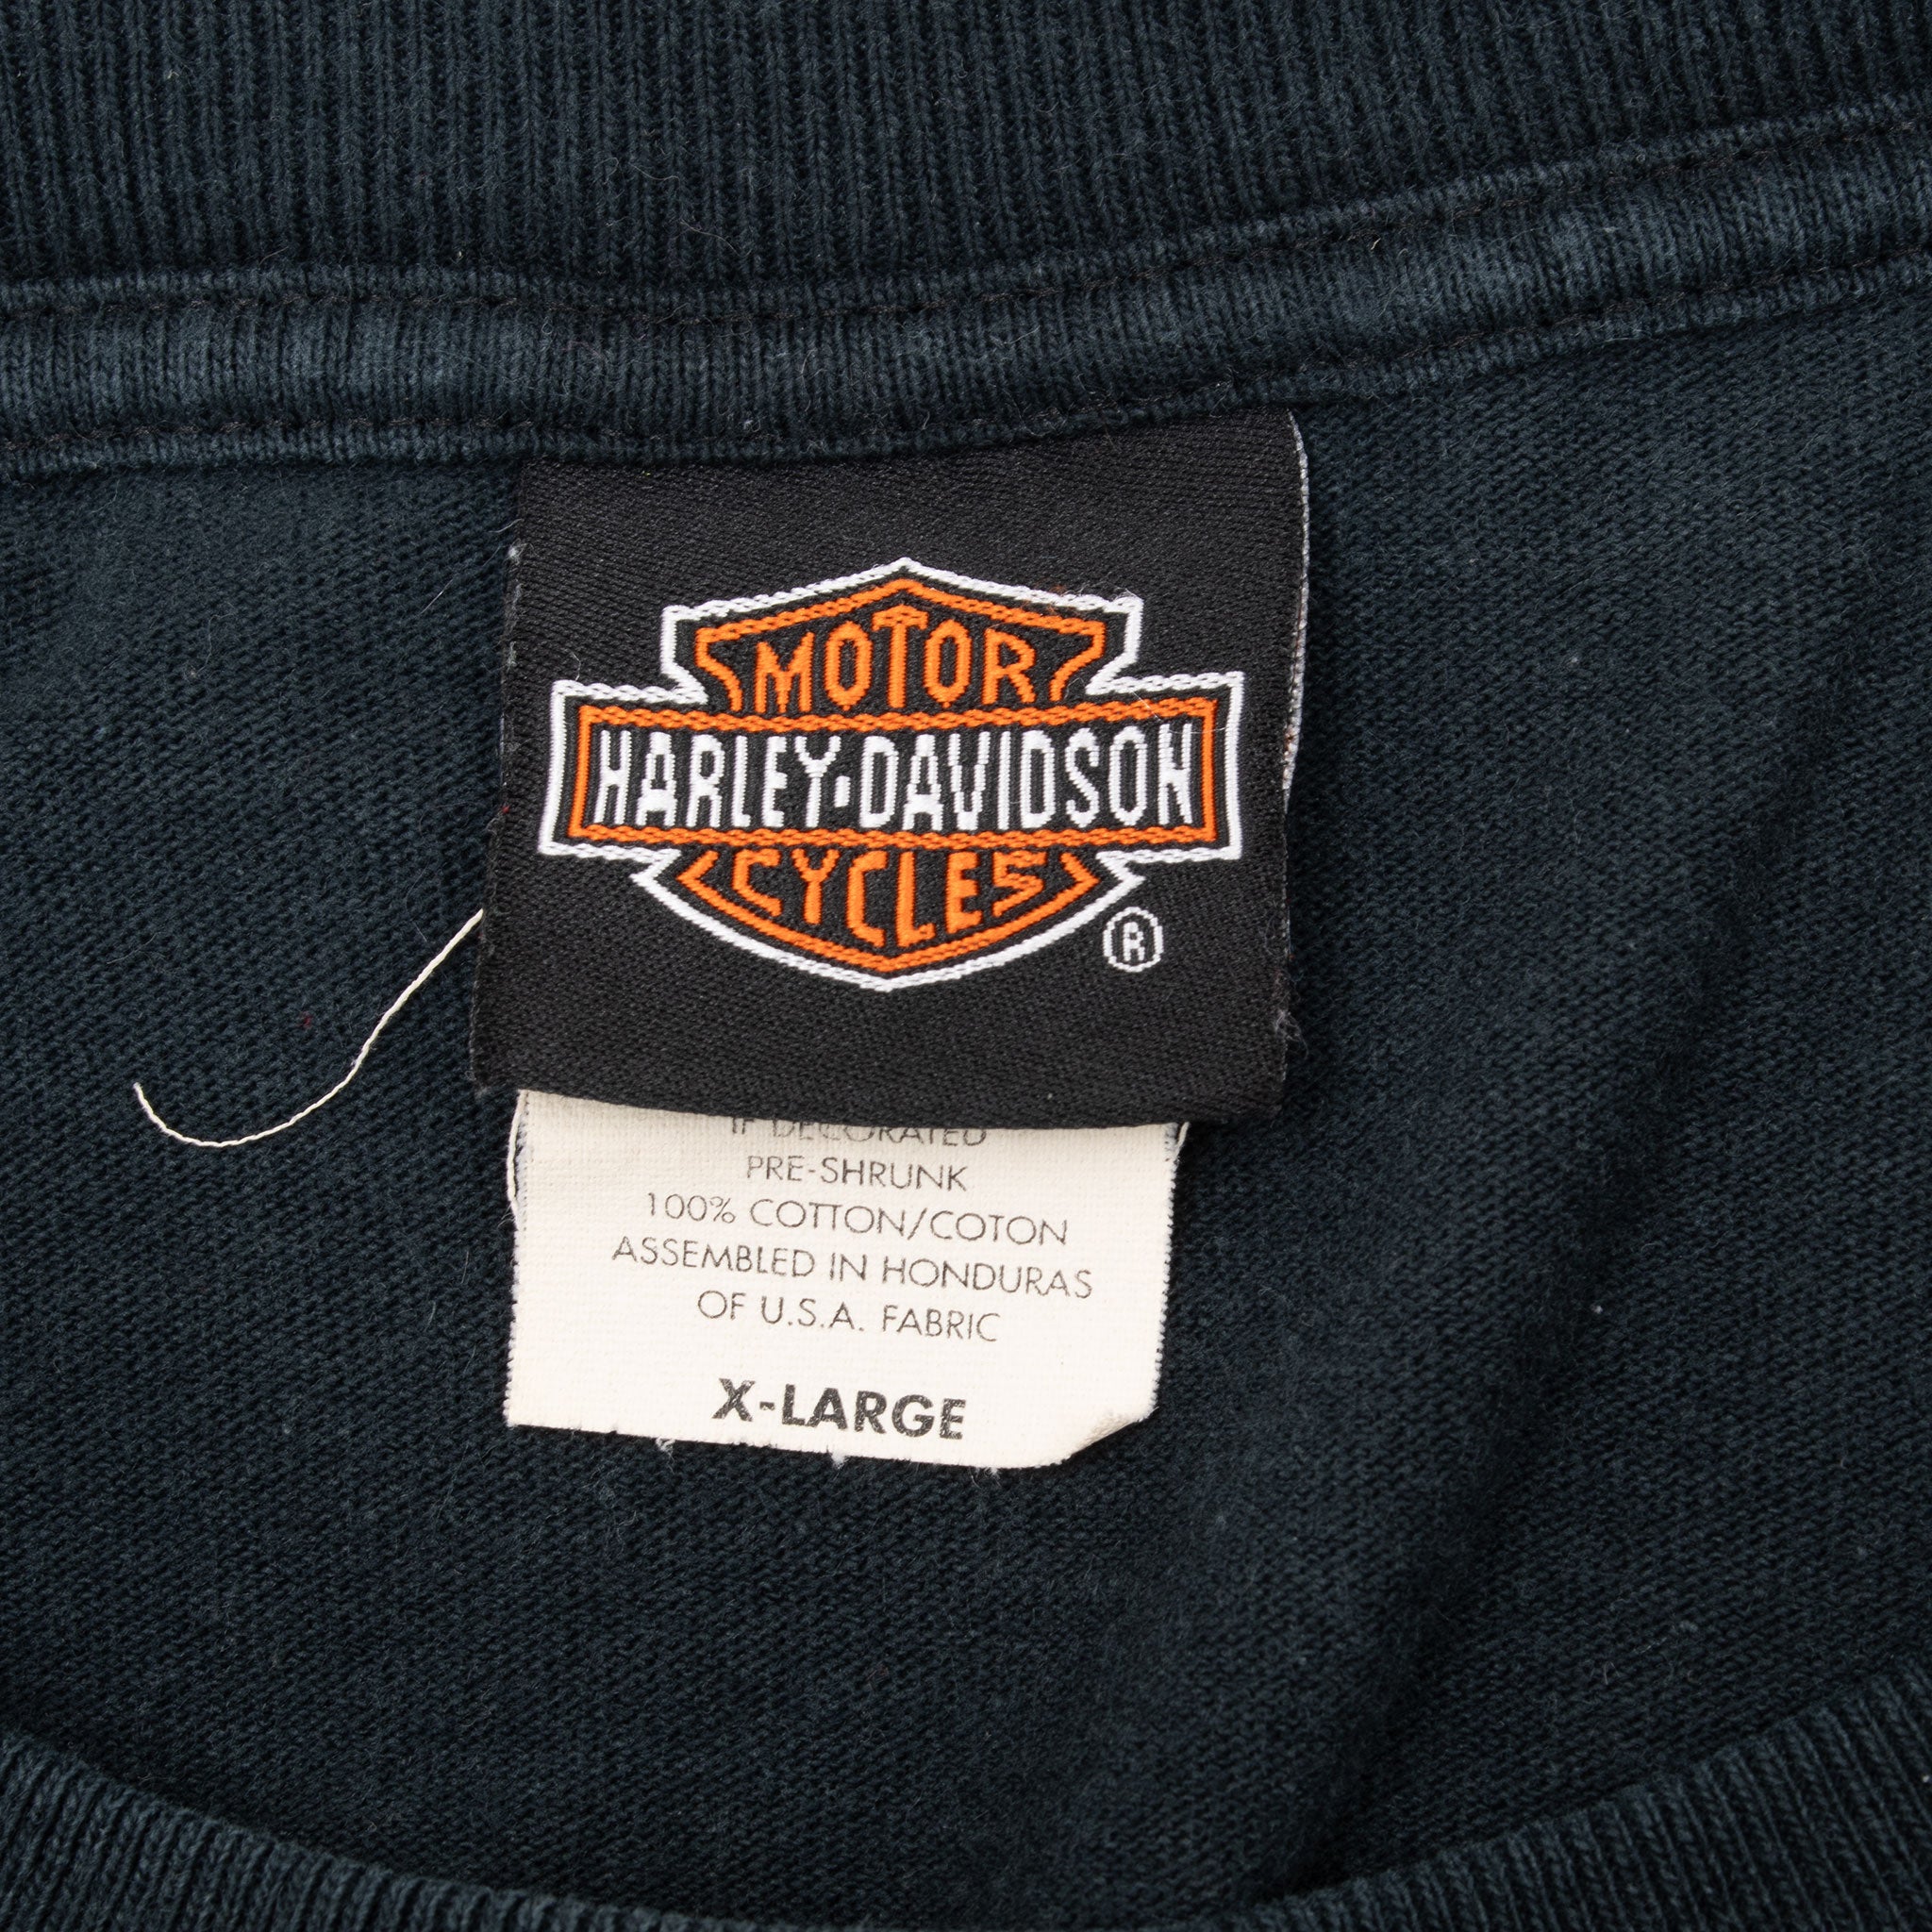 MOTOR
HARLEY-DAVIDSON
CYCLES
®
IF DECORATED
PRE-SHRUNK
100% COTTON/COTON
ASSEMBLED IN HONDURAS
OF U.S.A. FABRIC
X-LARGE